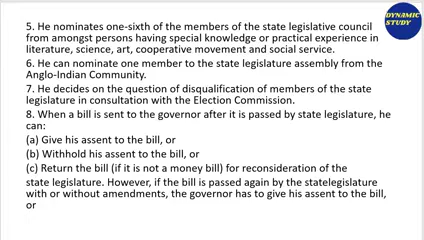 DYNAMIC
STUDY
5. He nominates one-sixth of the members of the state legislative council
from amongst persons having special knowledge or practical experience in
literature, science, art, cooperative movement and social service.
6. He can nominate one member to the state legislature assembly from the
Anglo-Indian Community.
7. He decides on the question of disqualification of members of the state
legislature in consultation with the Election Commission.
8. When a bill is sent to the governor after it is passed by state legislature, he
can:
(a) Give his assent to the bill, or
(b) Withhold his assent to the bill, or
(c) Return the bill (if it is not a money bill) for reconsideration of the
state legislature. However, if the bill is passed again by the statelegislature
with or without amendments, the governor has to give his assent to the bill,
or